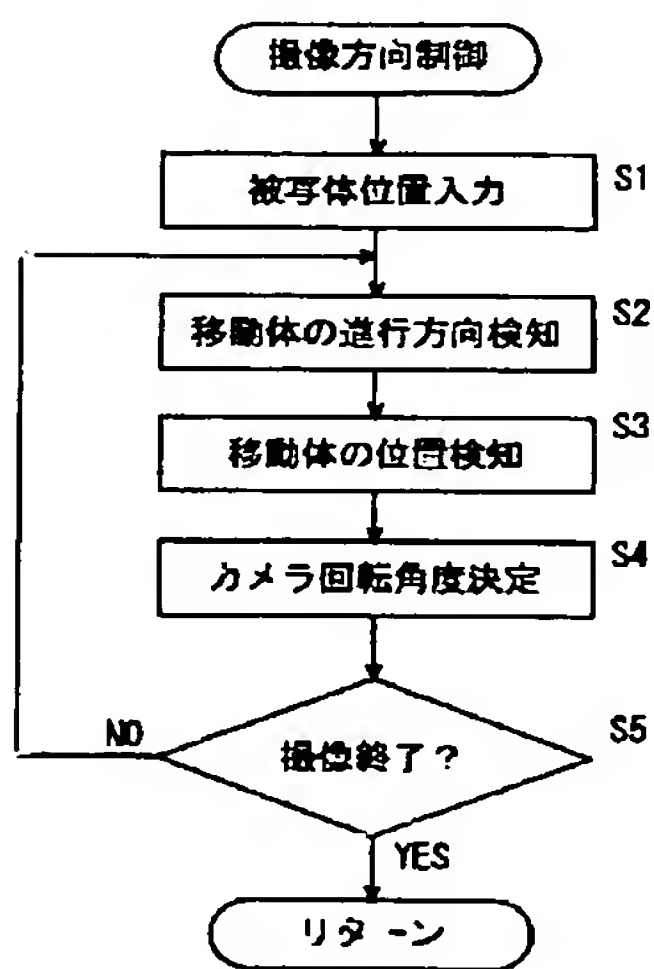 撮像方向制御
被写体位置入力 S1
移動体の進行方向検知 S2
移動体の位置検知 S3
カメラ回転角度決定 S4
撮像終了？ S5
NO
YES
リターン